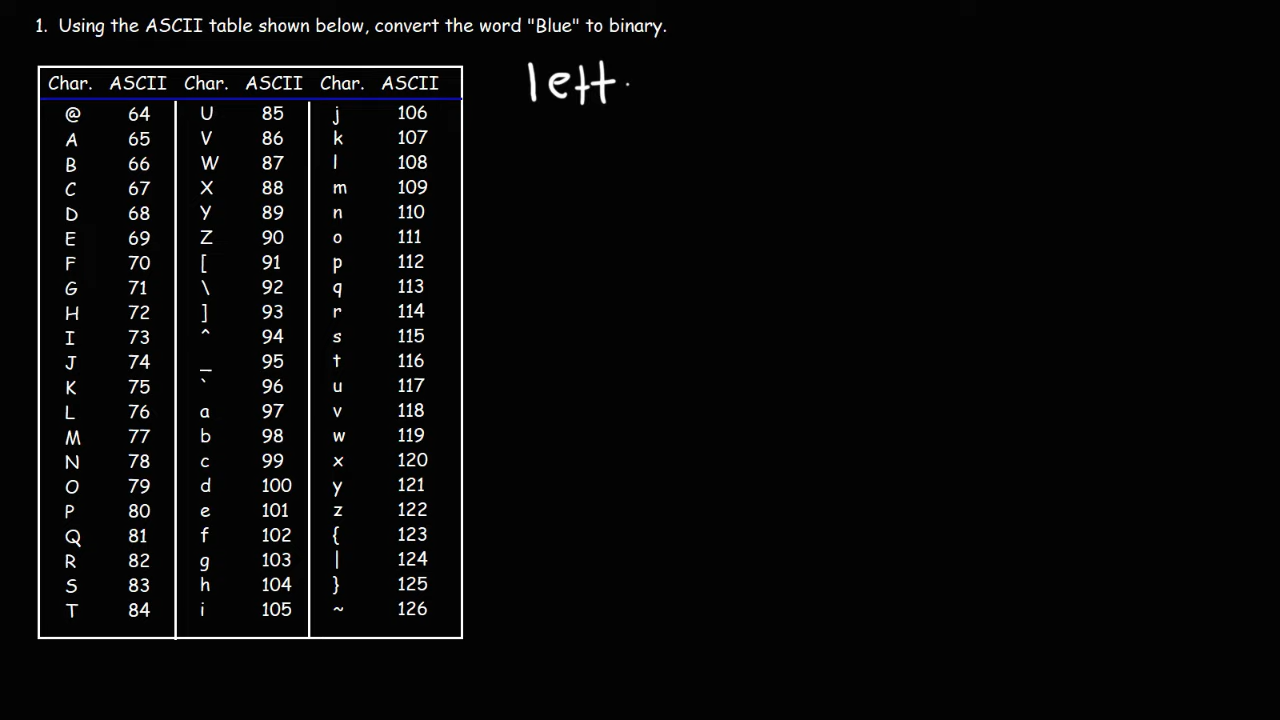 1. Using the ASCII table shown below, convert the word "Blue" to binary.
Char. ASCII Char. ASCII Char. ASCII
@ 64 U 85 j 106
A 65 V 86 k 107
B 66 W 87 l 108
C 67 X 88 m 109
D 68 Y 89 n 110
E 69 Z 90 o 111
F 70 [ 91 p 112
G 71 \ 92 q 113
H 72 ] 93 r 114
I 73 ^ 94 s 115
J 74 _ 95 t 116
K 75 ` 96 u 117
L 76 a 97 v 118
M 77 b 98 w 119
N 78 c 99 x 120
O 79 d 100 y 121
P 80 e 101 z 122
Q 81 f 102 { 123
R 82 g 103 | 124
S 83 h 104 } 125
T 84 i 105 ~ 126